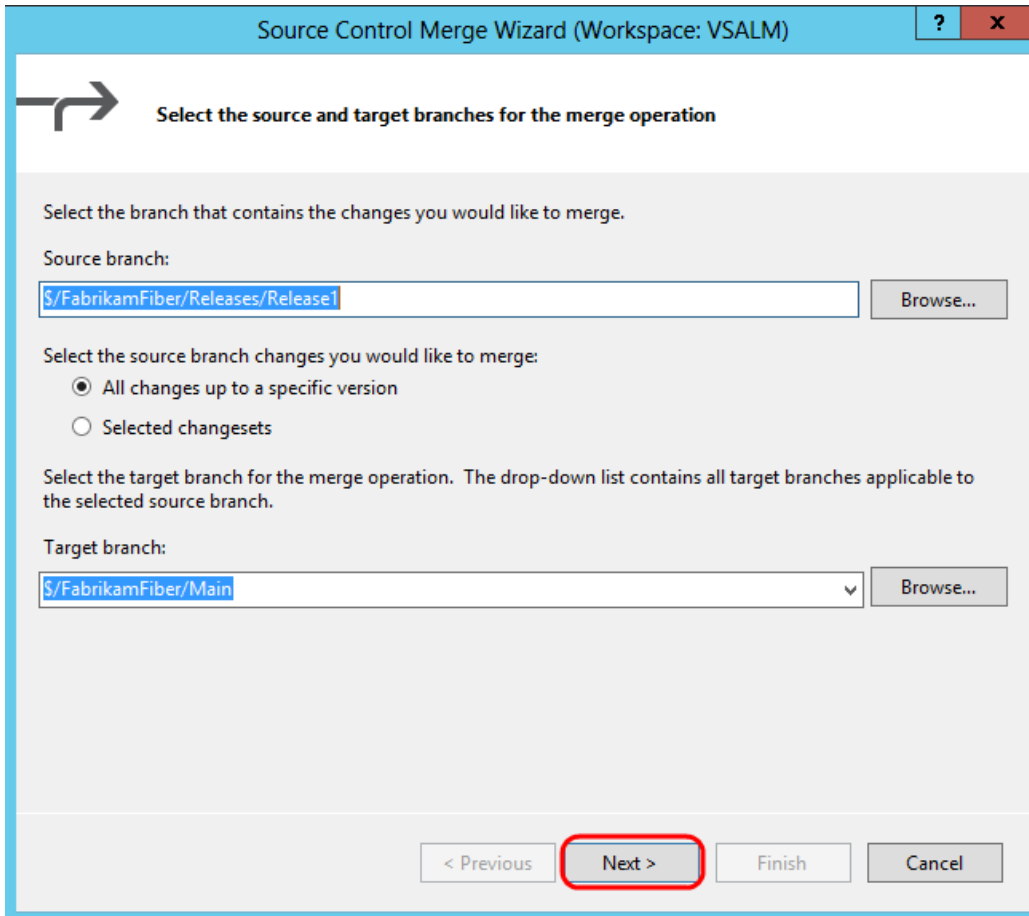 Source Control Merge Wizard (Workspace: VSALM)
?
x
Select the source and target branches for the merge operation
Select the branch that contains the changes you would like to merge.
Source branch:
$/FabrikamFiber/Releases/Release1
Browse...
Select the source branch changes you would like to merge:
All changes up to a specific version
Selected changesets
Select the target branch for the merge operation.  The drop-down list contains all target branches applicable to
the selected source branch.
Target branch:
$/FabrikamFiber/Main
Browse...
< Previous
Next >
Finish
Cancel